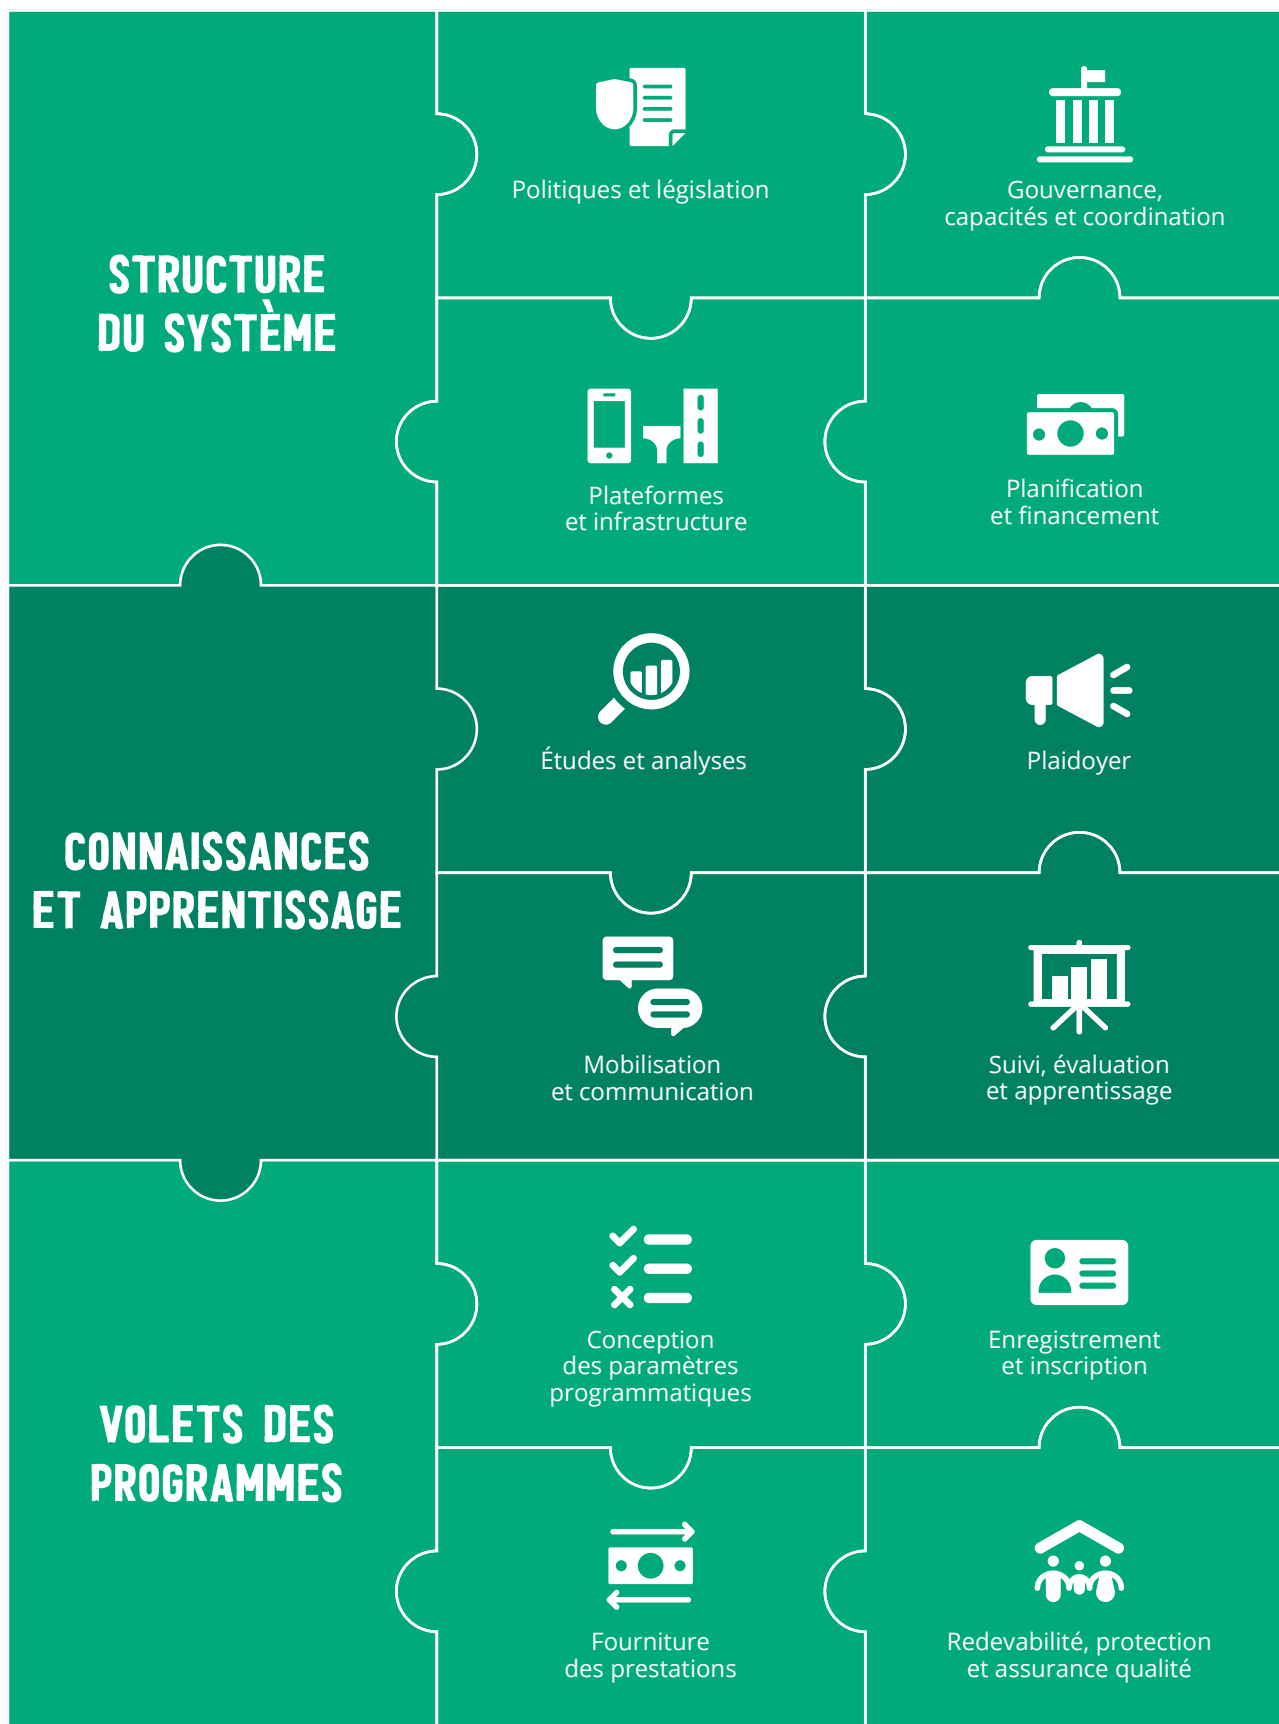 STRUCTURE
DU SYSTÈME
Politiques et législation
Gouvernance,
capacités et coordination
Plateformes
et infrastructure
Planification
et financement
CONNAISSANCES
ET APPRENTISSAGE
Études et analyses
Plaidoyer
Mobilisation
et communication
Suivi, évaluation
et apprentissage
VOLETS DES
PROGRAMMES
Conception
des paramètres
programmatiques
Enregistrement
et inscription
Fourniture
des prestations
Redevabilité, protection
et assurance qualité